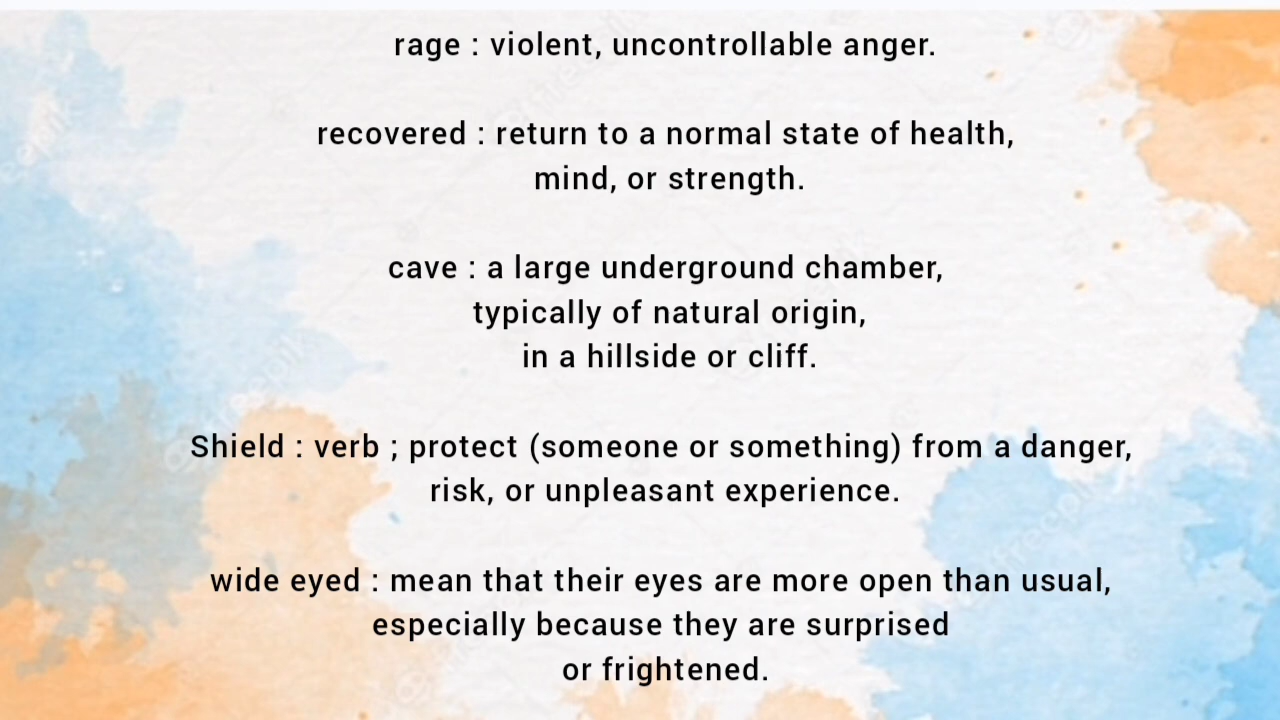 rage : violent, uncontrollable anger.
recovered : return to a normal state of health,
mind, or strength.
cave : a large underground chamber,
typically of natural origin,
in a hillside or cliff.
Shield : verb ; protect (someone or something) from a danger,
risk, or unpleasant experience.
wide eyed : mean that their eyes are more open than usual,
especially because they are surprised
or frightened.